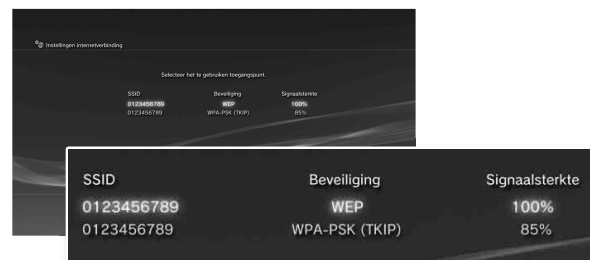 Instellingen internetverbinding
Selecteer het te gebruiken toegangspunt.
SSID Beveiliging Signaalsterkte
0123456789 WEP 100%
0123456789 WPA-PSK (TKIP) 85%
SSID Beveiliging Signaalsterkte
0123456789 WEP 100%
0123456789 WPA-PSK (TKIP) 85%